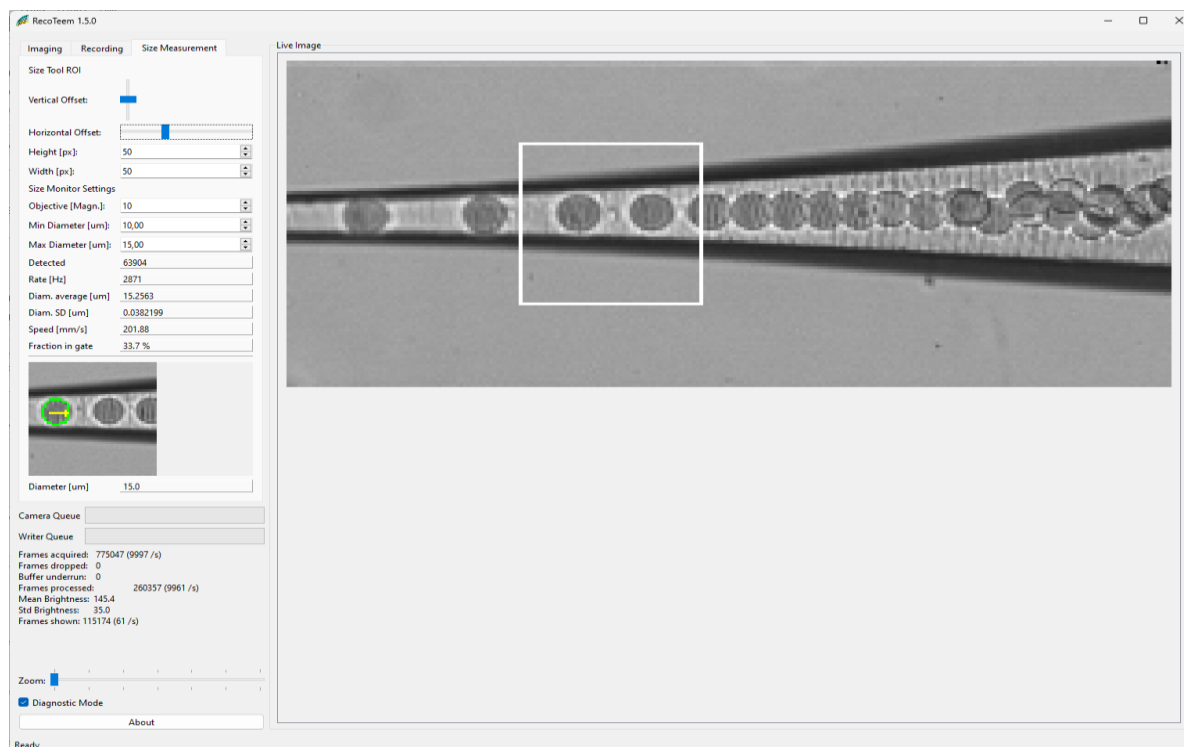 RecoTeem 1.5.0
Imaging Recording Size Measurement
Size Tool ROI
Vertical Offset:
Horizontal Offset:
Height [px]: 50
Width [px]: 50
Size Monitor Settings
Objective [Magn.]: 10
Min Diameter [um]: 10,00
Max Diameter [um]: 15,00
Detected 63904
Rate [Hz] 2871
Diam. average [um] 15.2563
Diam. SD [um] 0.0382199
Speed [mm/s] 201.88
Fraction in gate 33.7 %
Diameter [um] 15.0
Camera Queue
Writer Queue
Frames acquired: 775047 (9997 /s)
Frames dropped: 0
Buffer underrun: 0
Frames processed: 260357 (9961 /s)
Mean Brightness: 145.4
Std Brightness: 35.0
Frames shown: 115174 (61 /s)
Zoom:
Diagnostic Mode
About
Ready
Live Image